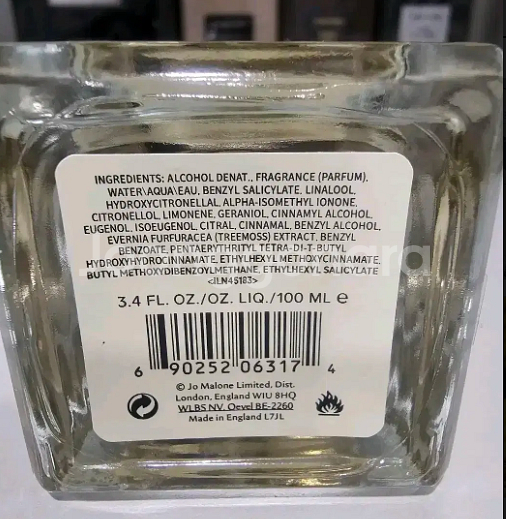 INGREDIENTS: ALCOHOL DENAT., FRAGRANCE (PARFUM),
WATER\AQUA\EAU, BENZYL SALICYLATE, LINALOOL,
HYDROXYCITRONELLAL, ALPHA-ISOMETHYL IONONE,
CITRONELLOL LIMONENE, GERANIOL, CINNAMYL ALCOHOL,
EUGENOL, ISOEUGENOL, CITRAL, CINNAMAL, BENZYL ALCOHOL,
EVERNIA FURFURACEA (TREEMOSS) EXTRACT, BENZYL
BENZOATE, PENTAERYTHRITYL TETRA-DI-T-BUTYL
HYDROXYHYDROCINNAMATE, ETHYLHEXYL METHOXYCINNAMATE,
BUTYL METHOXYDIBENZOYLMETHANE, ETHYLHEXYL SALICYLATE
<ILN45183>
3.4 FL. OZ./OZ. LIQ./100 ML ℮
6 90252 06317 4
© Jo Malone Limited, Dist.
London, England W1U 8HQ
WLBS NV. Oevel BE-2260
Made in England L7JL